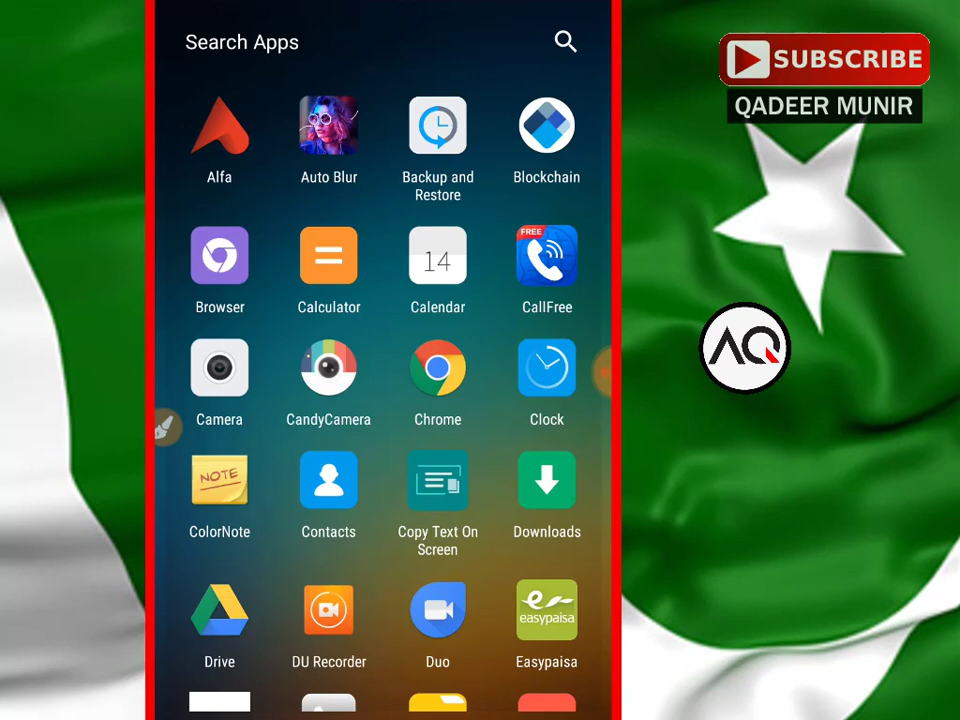 Search Apps
SUBSCRIBE
QADEER MUNIR
Alfa
Auto Blur
Backup and
Restore
Blockchain
Browser
Calculator
14
Calendar
FREE
CallFree
AQ
Camera
CandyCamera
Chrome
Clock
NOTE
ColorNote
Contacts
Copy Text On
Screen
Downloads
Drive
DU Recorder
Duo
easypaisa
Easypaisa